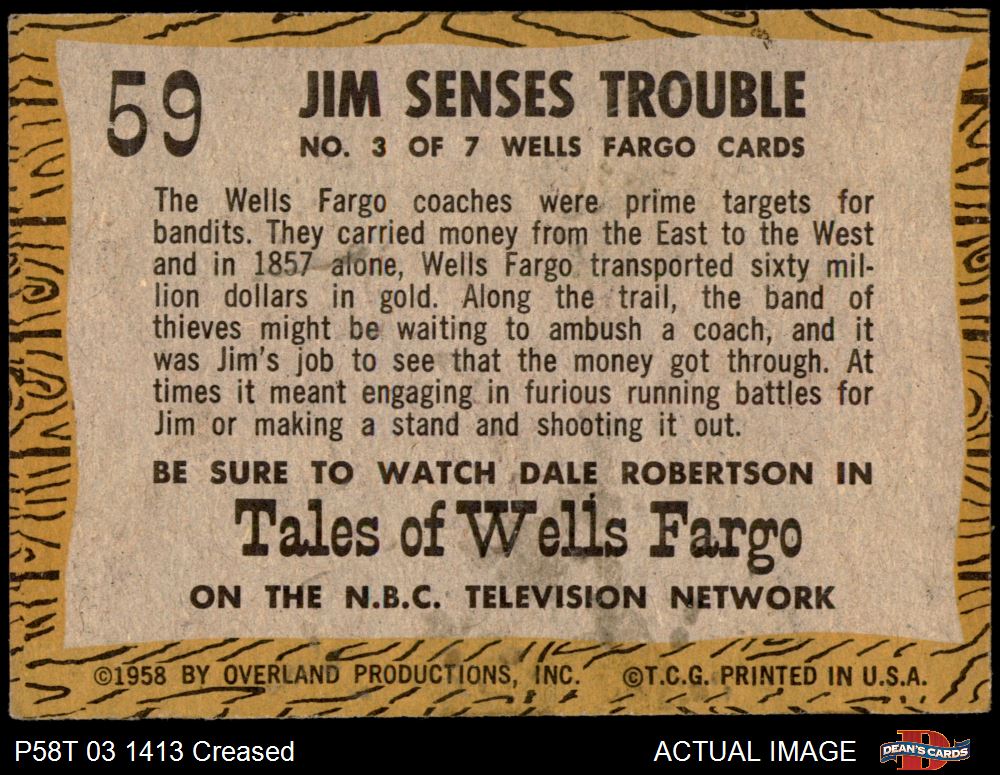 59
JIM SENSES TROUBLE
NO. 3 OF 7 WELLS FARGO CARDS
The Wells Fargo coaches were prime targets for
bandits. They carried money from the East to the West
and in 1857 alone, Wells Fargo transported sixty mil-
lion dollars in gold. Along the trail, the band of
thieves might be waiting to ambush a coach, and it
was Jim's job to see that the money got through. At
times it meant engaging in furious running battles for
Jim or making a stand and shooting it out.
BE SURE TO WATCH DALE ROBERTSON IN
Tales of Wells Fargo
ON THE N.B.C. TELEVISION NETWORK
©1958 BY OVERLAND PRODUCTIONS, INC. ©T.C.G. PRINTED IN U.S.A.
P58T 03 1413 Creased ACTUAL IMAGE DEAN'S CARDS